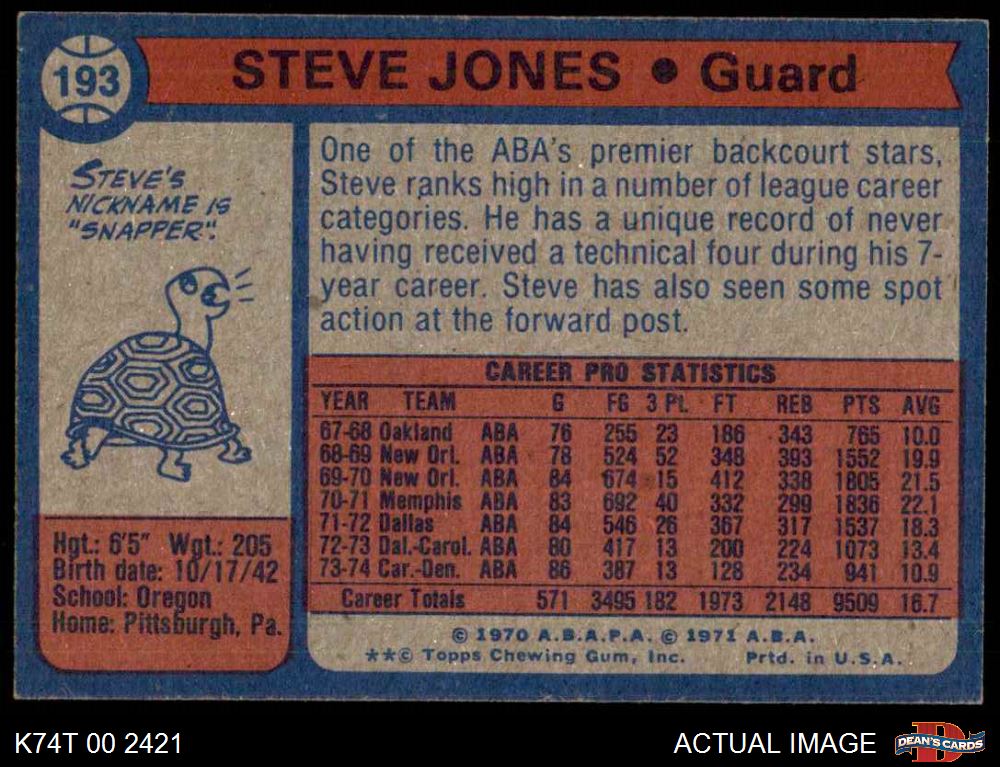 193
STEVE JONES • Guard
STEVE'S
NICKNAME IS
"SNAPPER".
One of the ABA's premier backcourt stars,
Steve ranks high in a number of league career
categories. He has a unique record of never
having received a technical four during his 7-
year career. Steve has also seen some spot
action at the forward post.
CAREER PRO STATISTICS
YEAR TEAM G FG 3 Pt. FT REB PTS AVG
67-68 Oakland ABA 76 255 23 186 343 765 10.0
68-69 New Orl. ABA 78 524 52 348 393 1552 19.9
69-70 New Orl. ABA 84 674 15 412 338 1805 21.5
70-71 Memphis ABA 83 692 40 332 299 1836 22.1
71-72 Dallas ABA 84 546 26 367 317 1537 18.3
72-73 Dal.-Carol. ABA 80 417 13 200 224 1073 13.4
73-74 Car.-Den. ABA 86 387 13 128 234 941 10.9
Career Totals 571 3495 182 1973 2148 9509 16.7
Hgt.: 6'5" Wgt.: 205
Birth date: 10/17/42
School: Oregon
Home: Pittsburgh, Pa.
© 1970 A.B.A.P.A. © 1971 A.B.A.
**© Topps Chewing Gum, Inc. Prtd. in U.S.A.
K74T 00 2421
ACTUAL IMAGE
D
DEAN'S CARDS